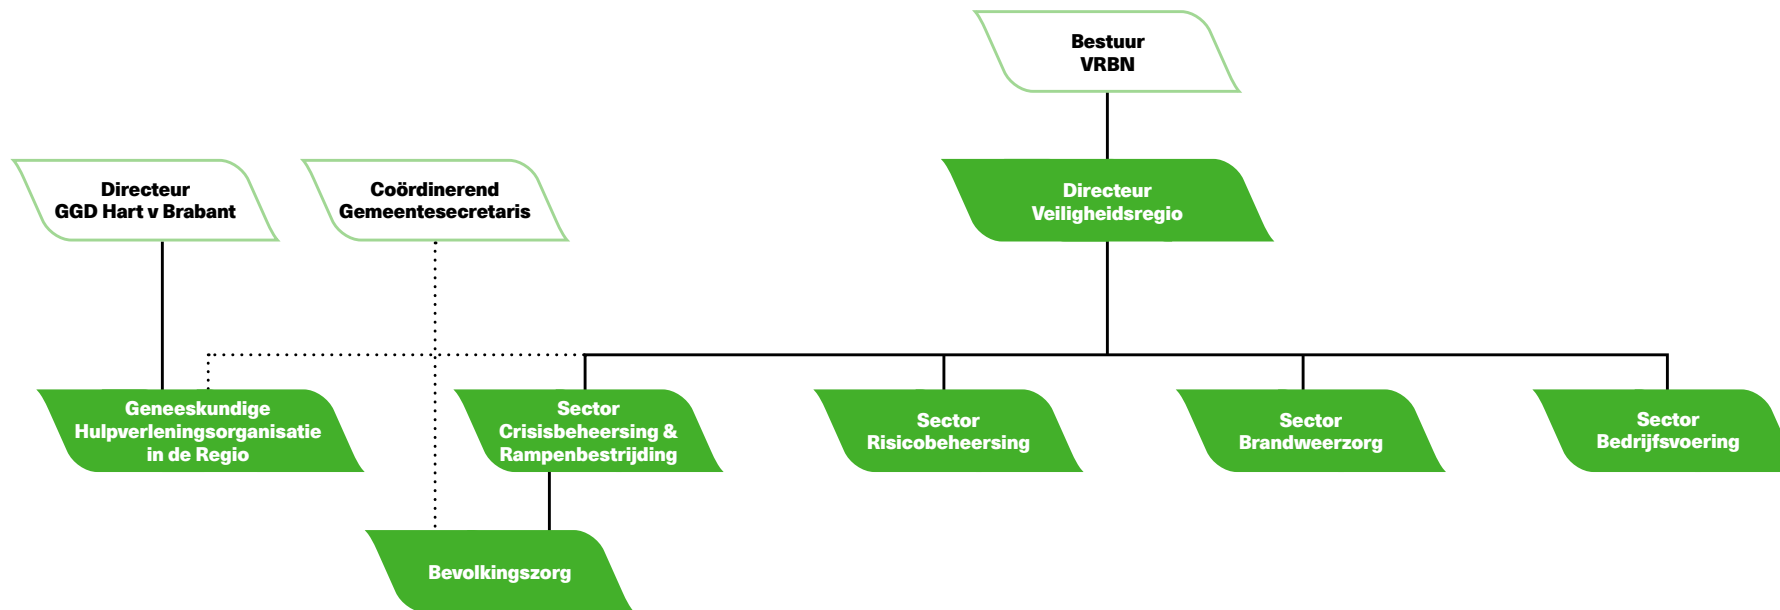 Bestuur
VRBN
Directeur
GGD Hart v Brabant
Coördinerend
Gemeentesecretaris
Directeur
Veiligheidsregio
Geneeskundige
Hulpverleningsorganisatie
in de Regio
Sector
Crisisbeheersing &
Rampenbestrijding
Sector
Risicobeheersing
Sector
Brandweerzorg
Sector
Bedrijfsvoering
Bevolkingszorg